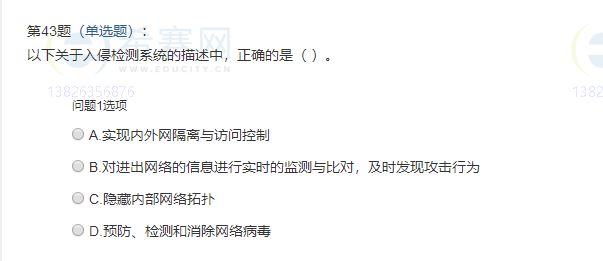 第43题（单选题）：
以下关于入侵检测系统的描述中，正确的是（ ）。
希赛网
WWW.EDUCITY.CN
13826356876
1382
问题1选项
A.实现内外网隔离与访问控制
B.对进出网络的信息进行实时的监测与比对，及时发现攻击行为
C.隐藏内部网络拓扑
D.预防、检测和消除网络病毒